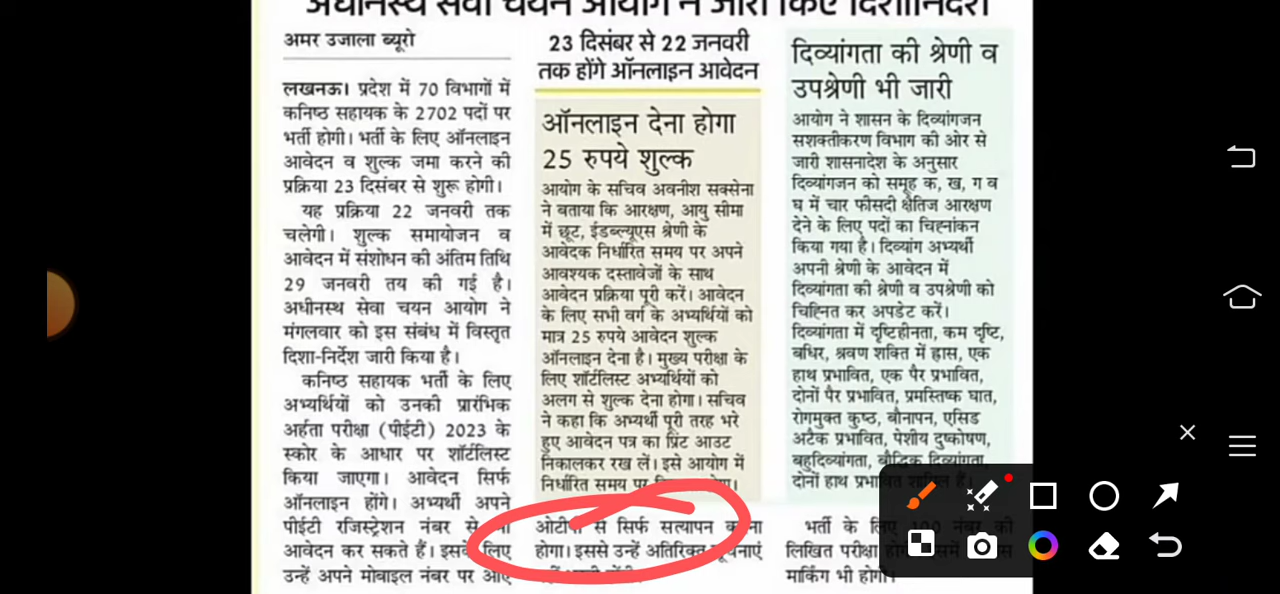 अधीनस्थ सेवा चयन आयोग ने जारी किए दिशानिर्देश
अमर उजाला ब्यूरो
लखनऊ। प्रदेश में 70 विभागों में
कनिष्ठ सहायक के 2702 पदों पर
भर्ती होगी। भर्ती के लिए ऑनलाइन
आवेदन व शुल्क जमा करने की
प्रक्रिया 23 दिसंबर से शुरू होगी।
यह प्रक्रिया 22 जनवरी तक
चलेगी। शुल्क समायोजन व
आवेदन में संशोधन की अंतिम तिथि
29 जनवरी तय की गई है।
अधीनस्थ सेवा चयन आयोग ने
मंगलवार को इस संबंध में विस्तृत
दिशा-निर्देश जारी किया है।
कनिष्ठ सहायक भर्ती के लिए
अभ्यर्थियों को उनकी प्रारंभिक
अर्हता परीक्षा (पीईटी) 2023 के
स्कोर के आधार पर शॉर्टलिस्ट
किया जाएगा। आवेदन सिर्फ
ऑनलाइन होंगे। अभ्यर्थी अपने
पीईटी रजिस्ट्रेशन नंबर से
आवेदन कर सकते हैं। इसके लिए
उन्हें अपने मोबाइल नंबर पर आए
23 दिसंबर से 22 जनवरी
तक होंगे ऑनलाइन आवेदन
ऑनलाइन देना होगा
25 रुपये शुल्क
आयोग के सचिव अवनीश सक्सेना
ने बताया कि आरक्षण, आयु सीमा
में छूट, ईडब्ल्यूएस श्रेणी के
आवेदक निर्धारित समय पर अपने
आवश्यक दस्तावेजों के साथ
आवेदन प्रक्रिया पूरी करें। आवेदन
के लिए सभी वर्ग के अभ्यर्थियों को
मात्र 25 रुपये आवेदन शुल्क
ऑनलाइन देना है। मुख्य परीक्षा के
लिए शॉर्टलिस्ट अभ्यर्थियों को
अलग से शुल्क देना होगा। सचिव
ने कहा कि अभ्यर्थी पूरी तरह भरे
हुए आवेदन पत्र का प्रिंट आउट
निकालकर रख लें। इसे आयोग में
निर्धारित समय पर
ओटीपी से सिर्फ सत्यापन करना
होगा। इससे उन्हें अतिरिक्त सूचनाएं
दिव्यांगता की श्रेणी व
उपश्रेणी भी जारी
आयोग ने शासन के दिव्यांगजन
सशक्तीकरण विभाग की ओर से
जारी शासनादेश के अनुसार
दिव्यांगजन को समूह क, ख, ग व
घ में चार फीसदी क्षैतिज आरक्षण
देने के लिए पदों का चिह्नांकन
किया गया है। दिव्यांग अभ्यर्थी
अपनी श्रेणी के आवेदन में
दिव्यांगता की श्रेणी व उपश्रेणी को
चिह्नित कर अपडेट करें।
दिव्यांगता में दृष्टिहीनता, कम दृष्टि,
बधिर, श्रवण शक्ति में ह्रास, एक
हाथ प्रभावित, एक पैर प्रभावित,
दोनों पैर प्रभावित, प्रमस्तिष्क घात,
रोगमुक्त कुष्ठ, बौनापन, एसिड
अटैक प्रभावित, पेशीय दुष्कोषण,
बहुदिव्यांगता, बौद्धिक दिव्यांगता,
दोनों हाथ प्रभावित शामिल हैं।
भर्ती के लिए 100 नंबर की
लिखित परीक्षा
मार्किंग भी होगी।